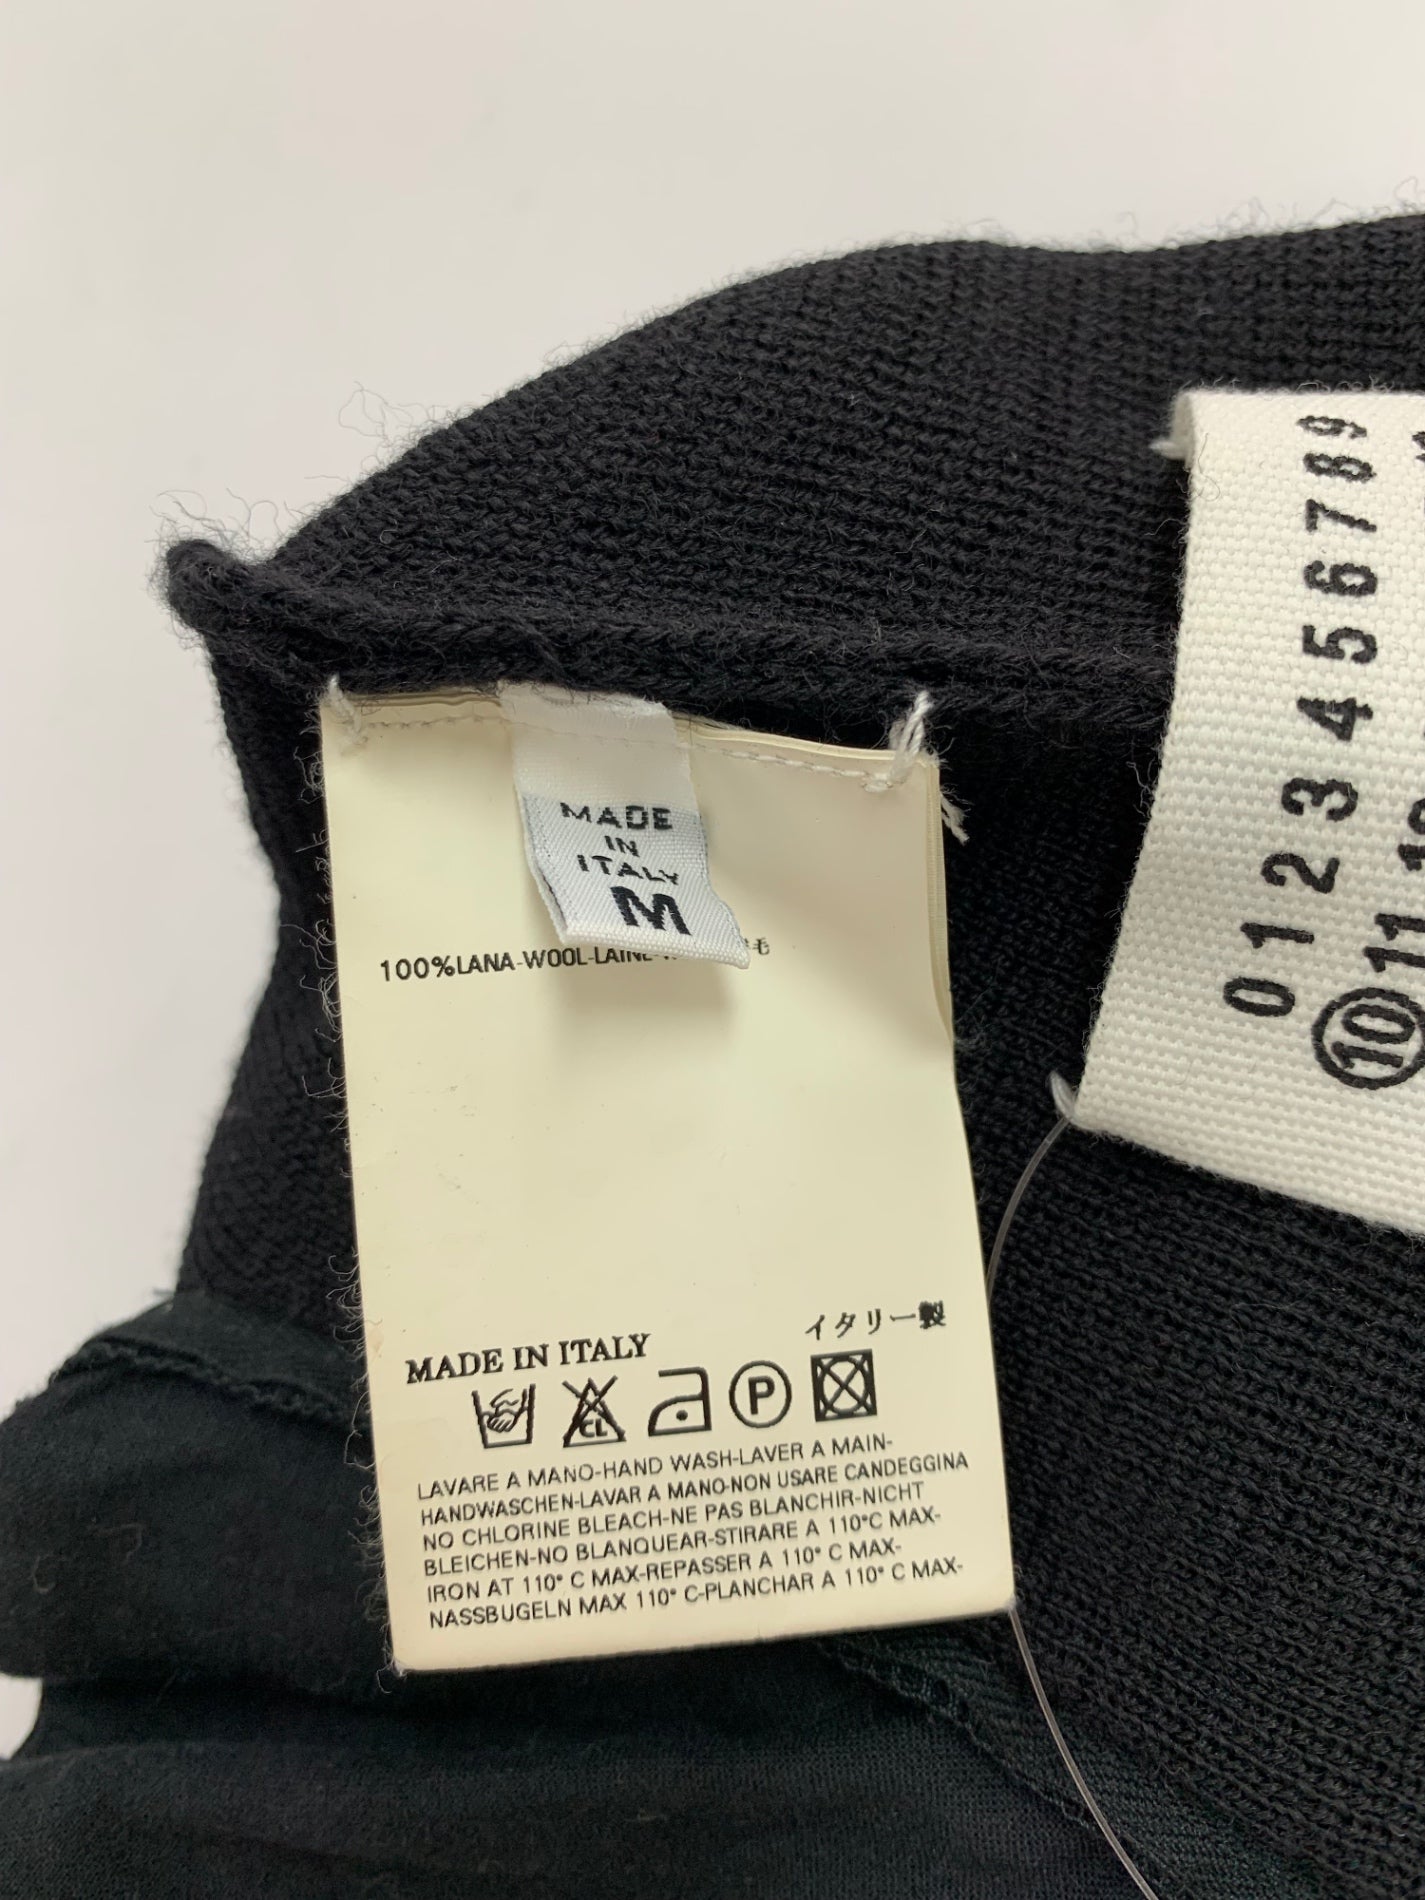 MADE
IN
ITALY
M
100%LANA-WOOL-LAINE- 毛
MADE IN ITALY
イタリー製
CL
P
LAVARE A MANO-HAND WASH-LAVER A MAIN-
HANDWASCHEN-LAVAR A MANO-NON USARE CANDEGGINA
NO CHLORINE BLEACH-NE PAS BLANCHIR-NICHT
BLEICHEN-NO BLANQUEAR-STIRARE A 110°C MAX-
IRON AT 110° C MAX-REPASSER A 110° C MAX-
NASSBUGELN MAX 110° C-PLANCHAR A 110° C MAX-
0 1 2 3 4 5 6 7 8 9
10 11